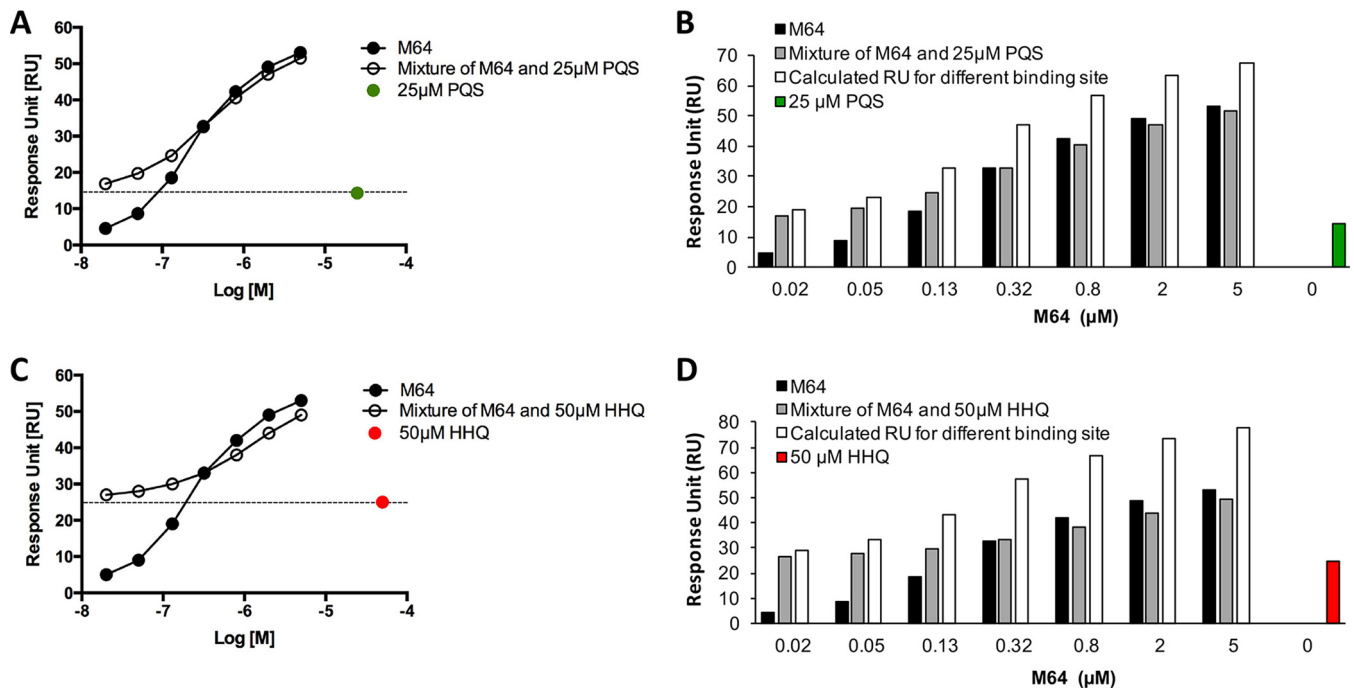 A
60
50
40
30
20
10
0
Response Unit [RU]
-8
-7
-6
-5
-4
Log [M]
M64
Mixture of M64 and 25µM PQS
25µM PQS
B
M64
Mixture of M64 and 25µM PQS
Calculated RU for different binding site
25 µM PQS
70
60
50
40
30
20
10
0
Response Unit (RU)
0.02
0.05
0.13
0.32
0.8
2
5
0
M64 (µM)
C
60
50
40
30
20
10
0
Response Unit [RU]
-8
-7
-6
-5
-4
Log [M]
M64
Mixture of M64 and 50µM HHQ
50µM HHQ
D
M64
Mixture of M64 and 50µM HHQ
Calculated RU for different binding site
50 µM HHQ
80
70
60
50
40
30
20
10
0
Response Unit (RU)
0.02
0.05
0.13
0.32
0.8
2
5
0
M64 (µM)